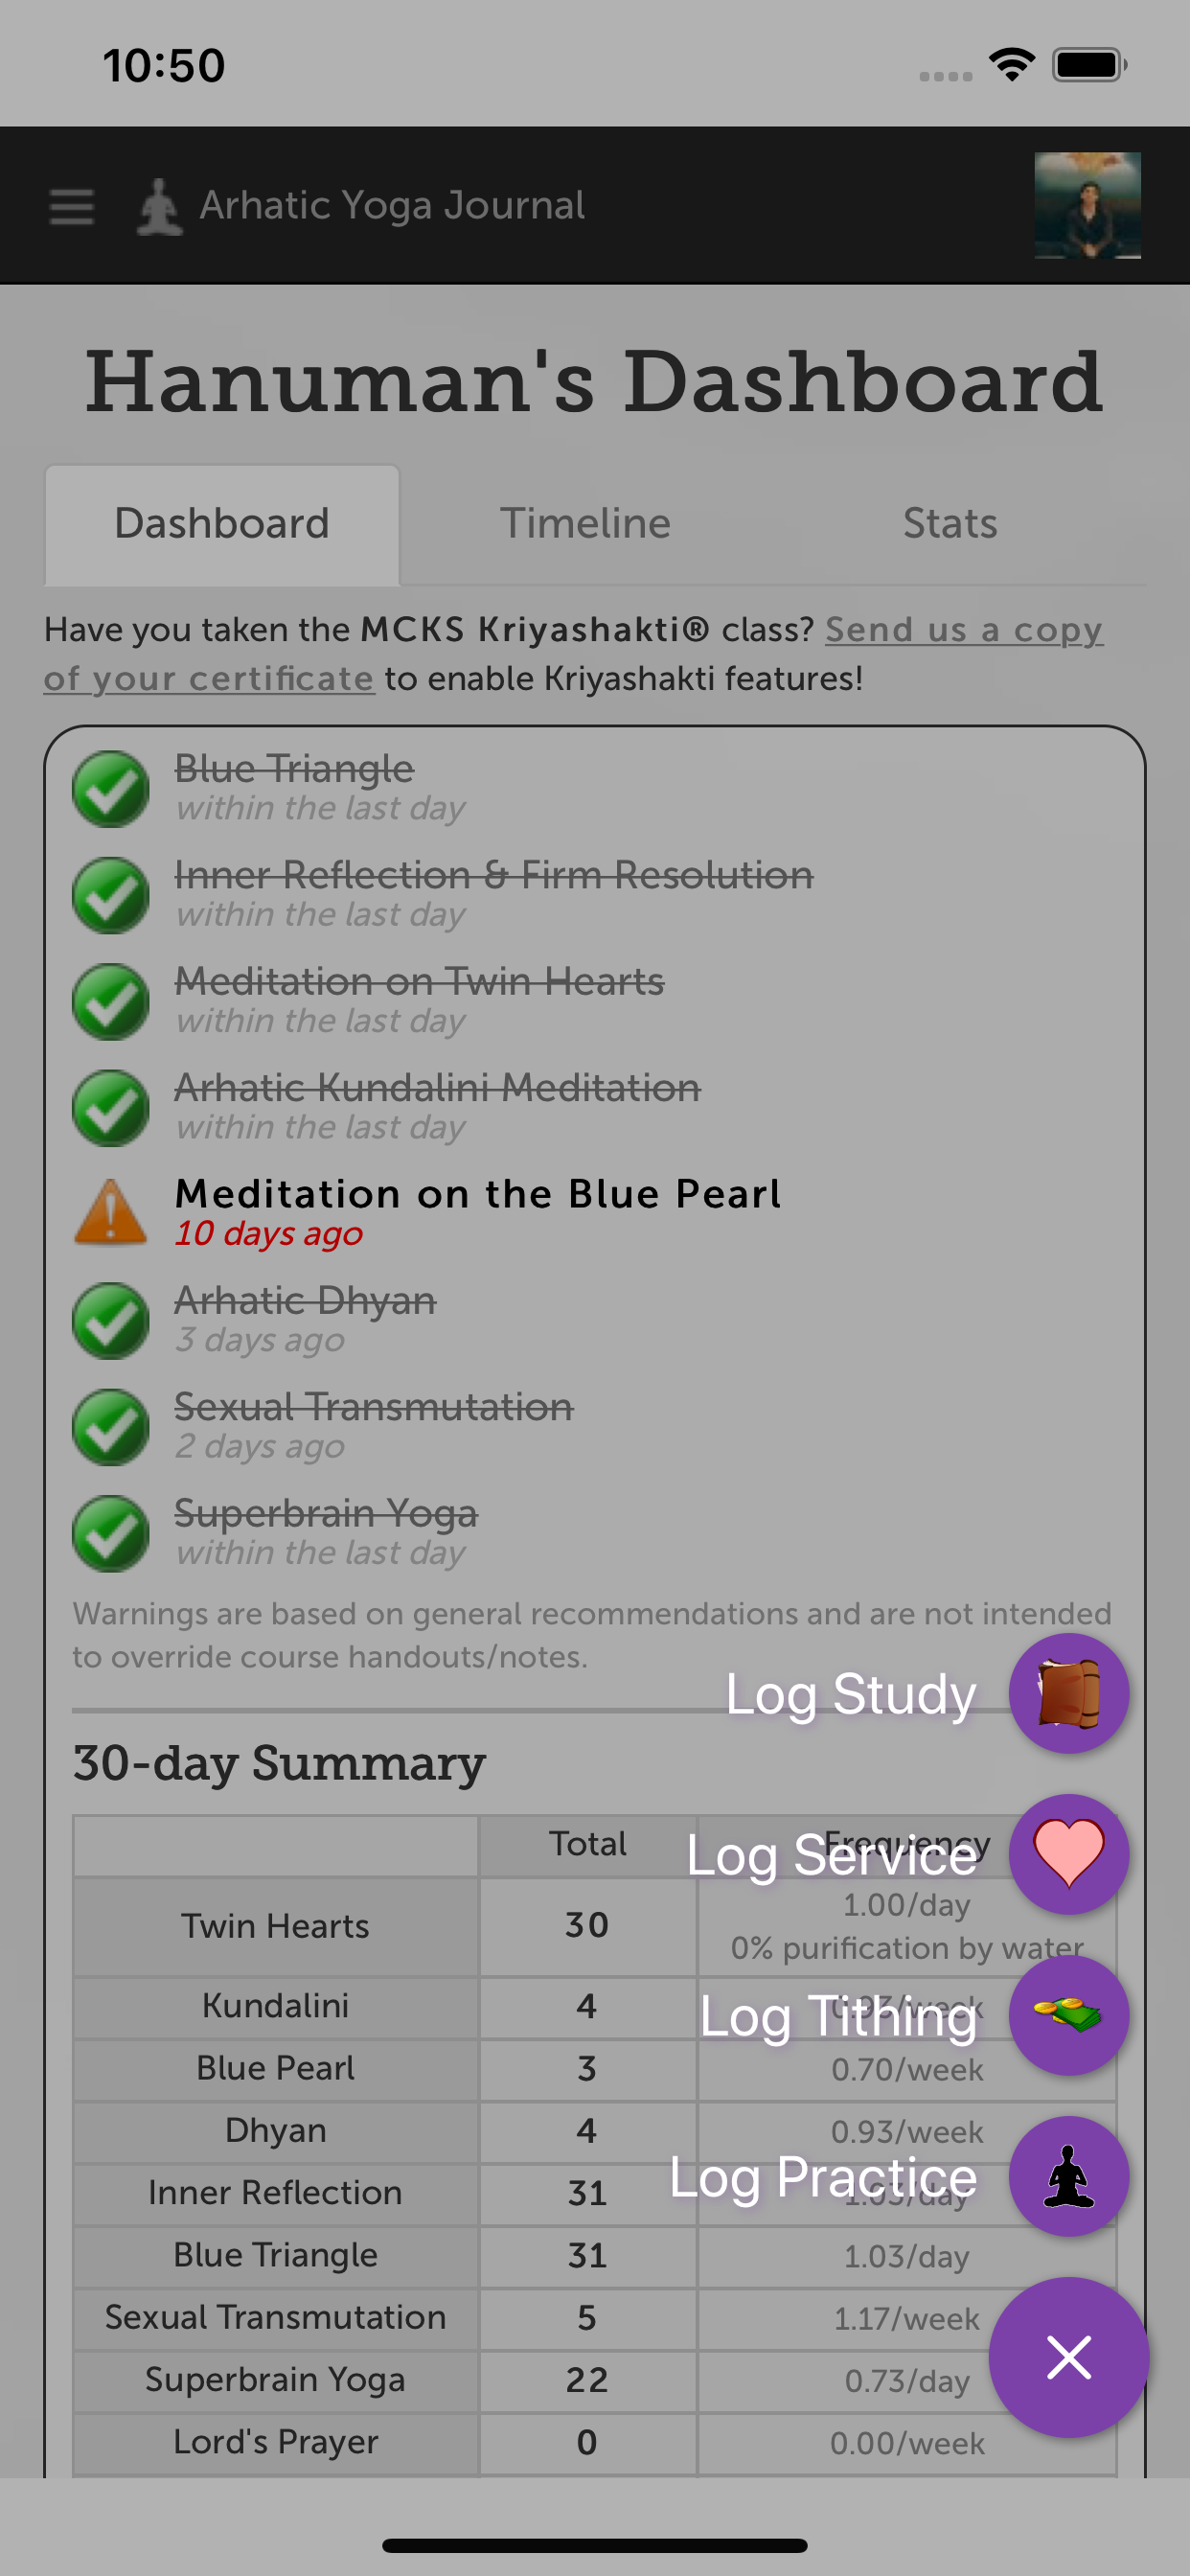 10:50
Arhatic Yoga Journal
Hanuman's Dashboard
Dashboard
Timeline
Stats
Have you taken the MCKS Kriyashakti® class? Send us a copy
of your certificate to enable Kriyashakti features!
Blue Triangle
within the last day
Inner Reflection & Firm Resolution
within the last day
Meditation on Twin Hearts
within the last day
Arhatic Kundalini Meditation
within the last day
Meditation on the Blue Pearl
10 days ago
Arhatic Dhyan
3 days ago
Sexual Transmutation
2 days ago
Superbrain Yoga
within the last day
Warnings are based on general recommendations and are not intended
to override course handouts/notes.
Log Study
30-day Summary
Total
Frequency
Log Service
Twin Hearts
30
1.00/day
0% purification by water
Kundalini
4
0.93/week
Log Tithing
Blue Pearl
3
0.70/week
Dhyan
4
0.93/week
Inner Reflection
31
1.03/day
Log Practice
Blue Triangle
31
1.03/day
Sexual Transmutation
5
1.17/week
Superbrain Yoga
22
0.73/day
Lord's Prayer
0
0.00/week